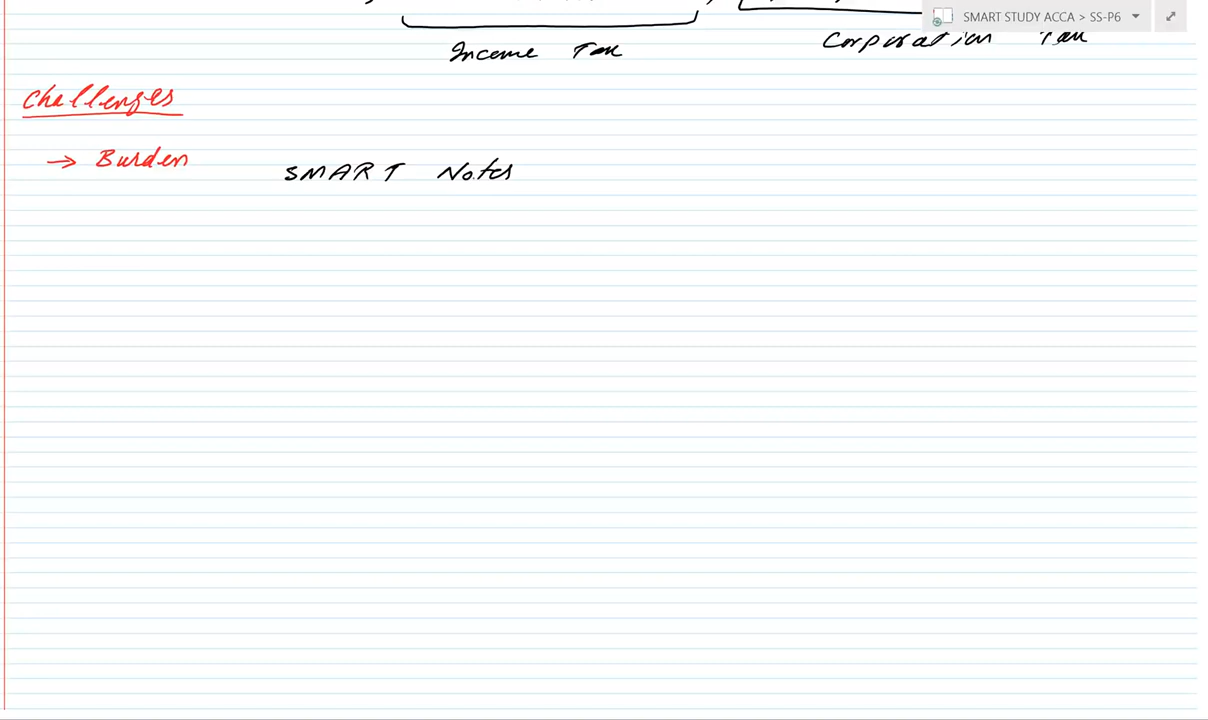 SMART STUDY ACCA > SS-P6
Income Tax
Corporation Tax
Challenges
→ Burden
SMART Notes